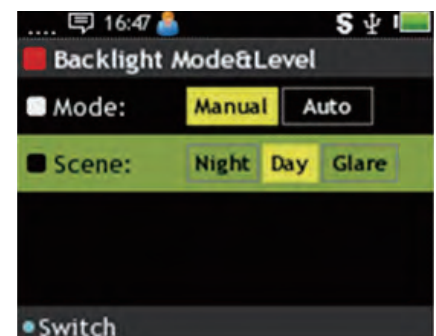 .... 16:47 S
Backlight Mode&Level
Mode: Manual Auto
Scene: Night Day Glare
Switch